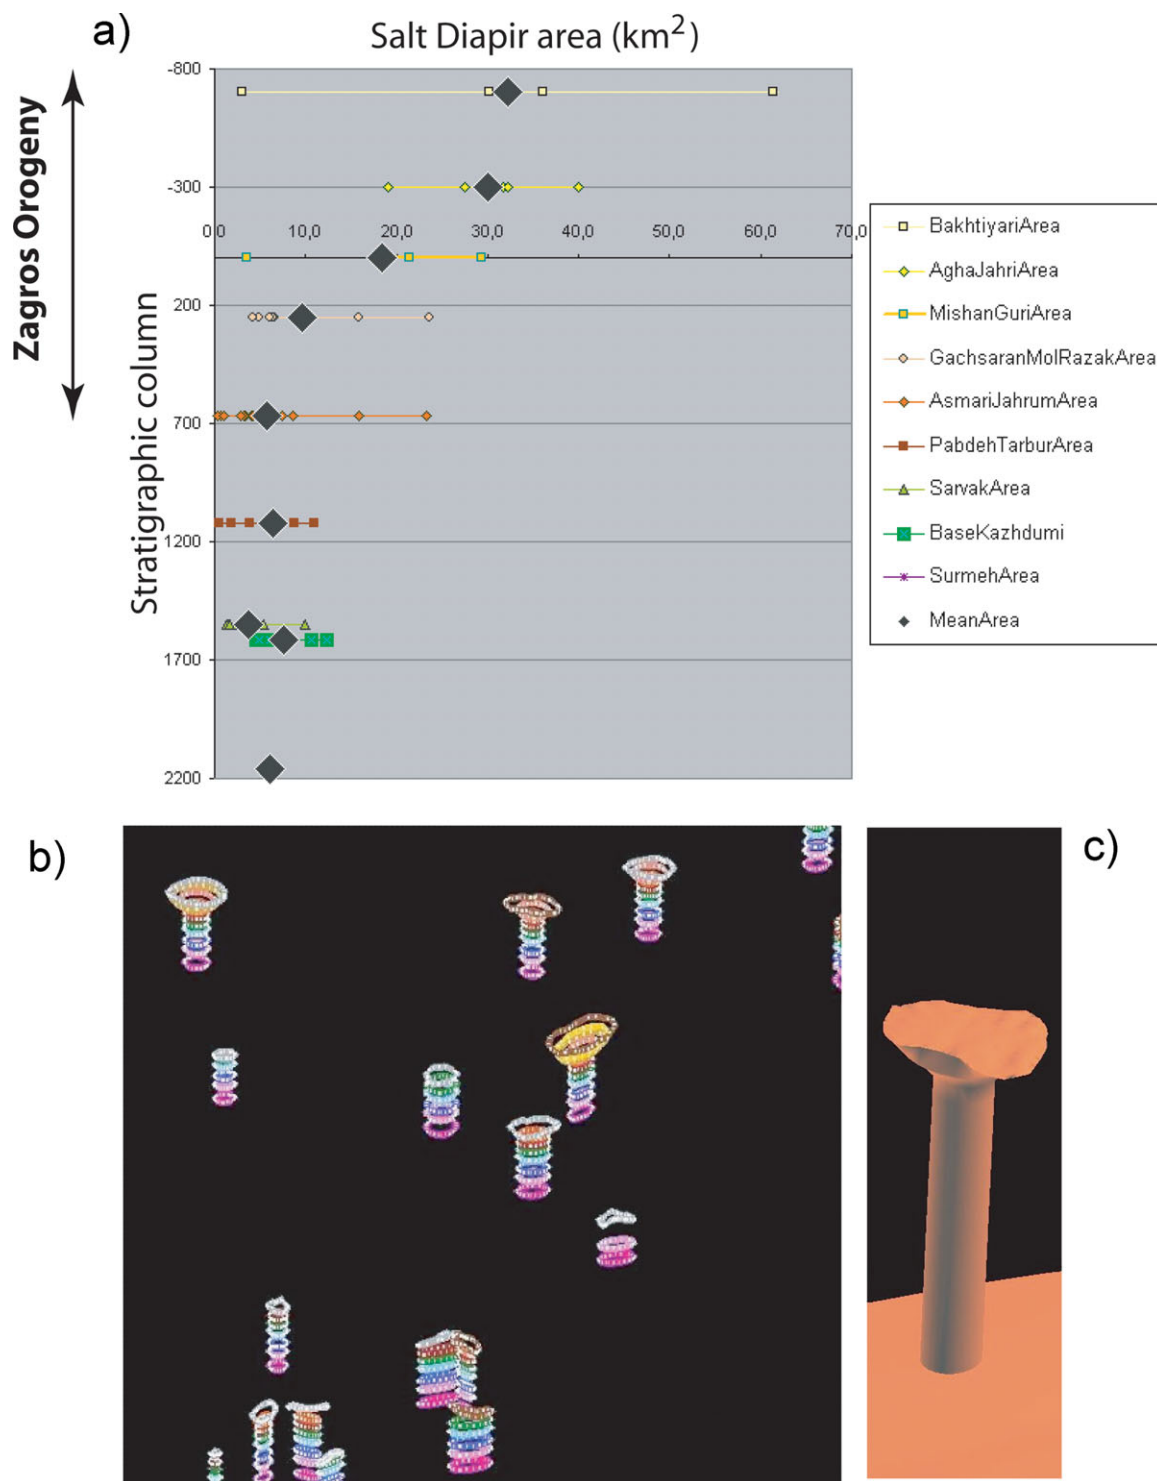 a)
Salt Diapir area (km²)
Zagros Orogeny
Stratigraphic column
-800
-300
0,0 10,0 20,0 30,0 40,0 50,0 60,0 70,0
200
700
1200
1700
2200
BakhtiyariArea
AghaJahriArea
MishanGuriArea
GachsaranMolRazakArea
AsmariJahrumArea
PabdehTarburArea
SarvakArea
BaseKazhdumi
SurmehArea
MeanArea
b)
c)